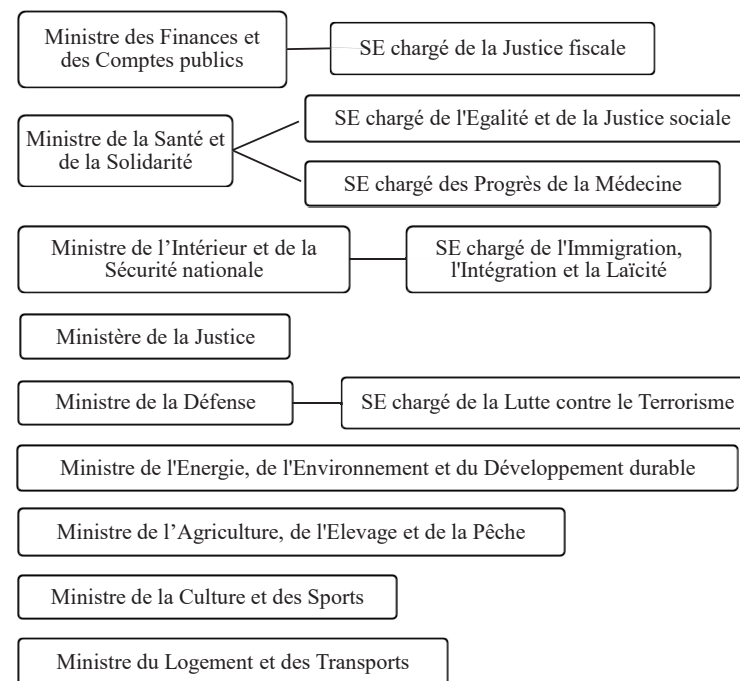 Ministre des Finances et
des Comptes publics
SE chargé de la Justice fiscale
Ministre de la Santé et
de la Solidarité
SE chargé de l'Egalité et de la Justice sociale
SE chargé des Progrès de la Médecine
Ministre de l’Intérieur et de la
Sécurité nationale
SE chargé de l'Immigration,
l'Intégration et la Laïcité
Ministère de la Justice
Ministre de la Défense
SE chargé de la Lutte contre le Terrorisme
Ministre de l'Energie, de l'Environnement et du Développement durable
Ministre de l’Agriculture, de l'Elevage et de la Pêche
Ministre de la Culture et des Sports
Ministre du Logement et des Transports